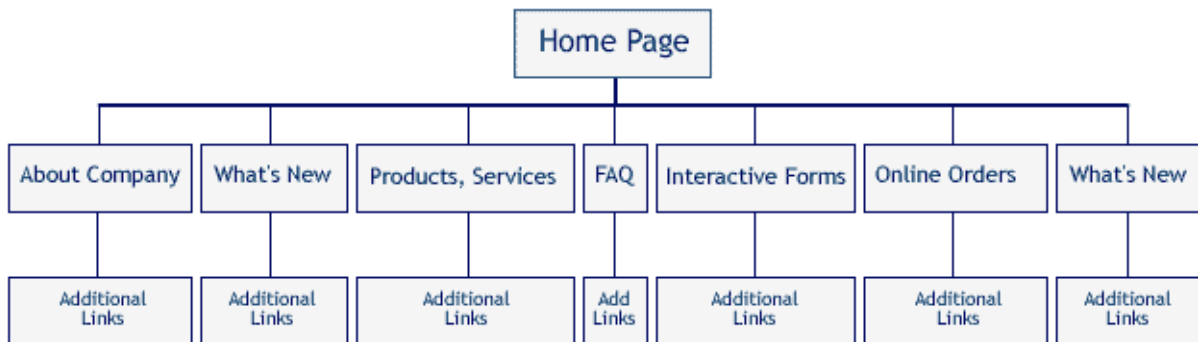 Home Page
About Company
What's New
Products, Services
FAQ
Interactive Forms
Online Orders
What's New
Additional
Links
Additional
Links
Additional
Links
Add
Links
Additional
Links
Additional
Links
Additional
Links